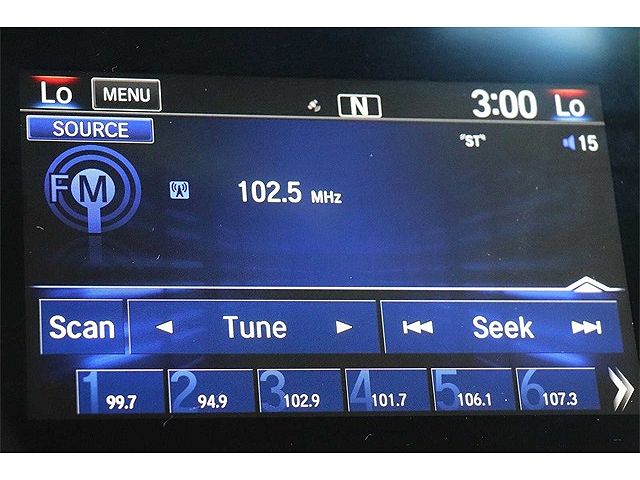 Lo MENU N 3:00 Lo
SOURCE "ST" 15
FM 102.5 MHz
Scan Tune Seek
1 99.7 2 94.9 3 102.9 4 101.7 5 106.1 6 107.3